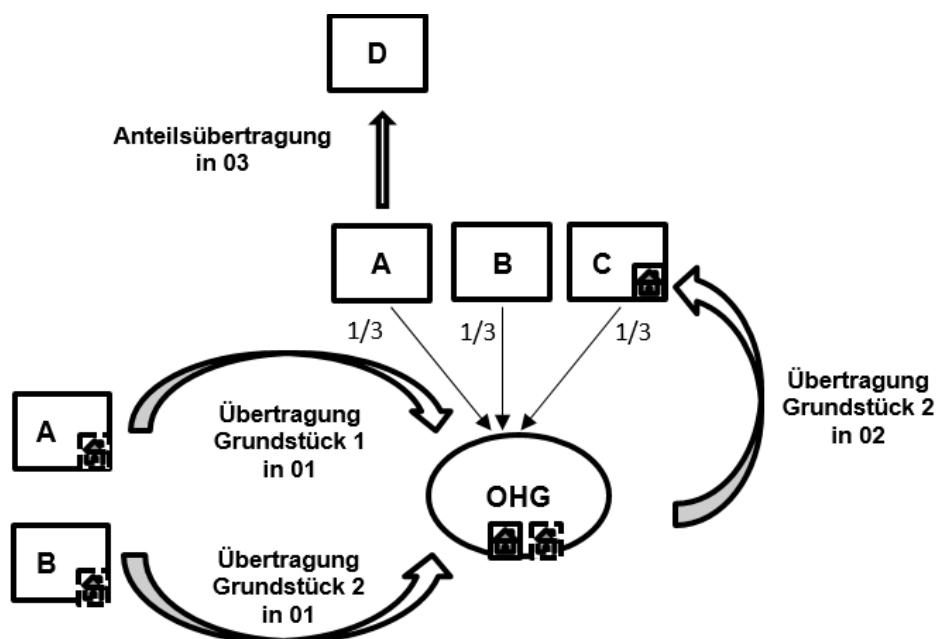 D
Anteilsübertragung
in 03
A
B
C
1/3
1/3
1/3
A
Übertragung
Grundstück 1
in 01
Übertragung
Grundstück 2
in 02
OHG
B
Übertragung
Grundstück 2
in 01